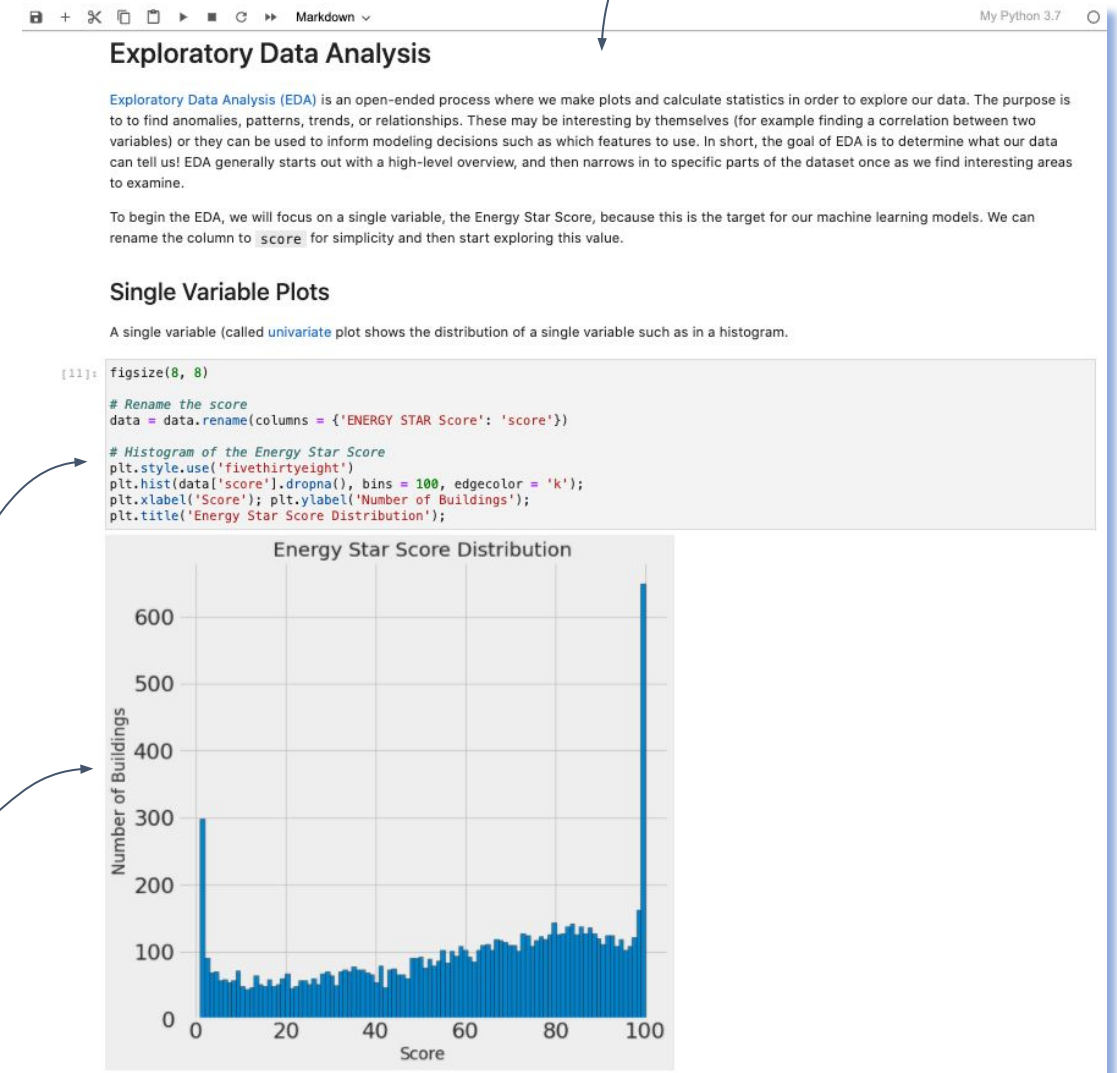 Markdown
My Python 3.7
Exploratory Data Analysis
Exploratory Data Analysis (EDA) is an open-ended process where we make plots and calculate statistics in order to explore our data. The purpose is
to to find anomalies, patterns, trends, or relationships. These may be interesting by themselves (for example finding a correlation between two
variables) or they can be used to inform modeling decisions such as which features to use. In short, the goal of EDA is to determine what our data
can tell us! EDA generally starts out with a high-level overview, and then narrows in to specific parts of the dataset once as we find interesting areas
to examine.
To begin the EDA, we will focus on a single variable, the Energy Star Score, because this is the target for our machine learning models. We can
rename the column to score for simplicity and then start exploring this value.
Single Variable Plots
A single variable (called univariate plot shows the distribution of a single variable such as in a histogram.
[11]: figsize(8, 8)
# Rename the score
data = data.rename(columns = {'ENERGY STAR Score': 'score'})
# Histogram of the Energy Star Score
plt.style.use('fivethirtyeight')
plt.hist(data['score'].dropna(), bins = 100, edgecolor = 'k');
plt.xlabel('Score'); plt.ylabel('Number of Buildings');
plt.title('Energy Star Score Distribution');
Energy Star Score Distribution
Number of Buildings
600
500
400
300
200
100
0
0 20 40 60 80 100
Score